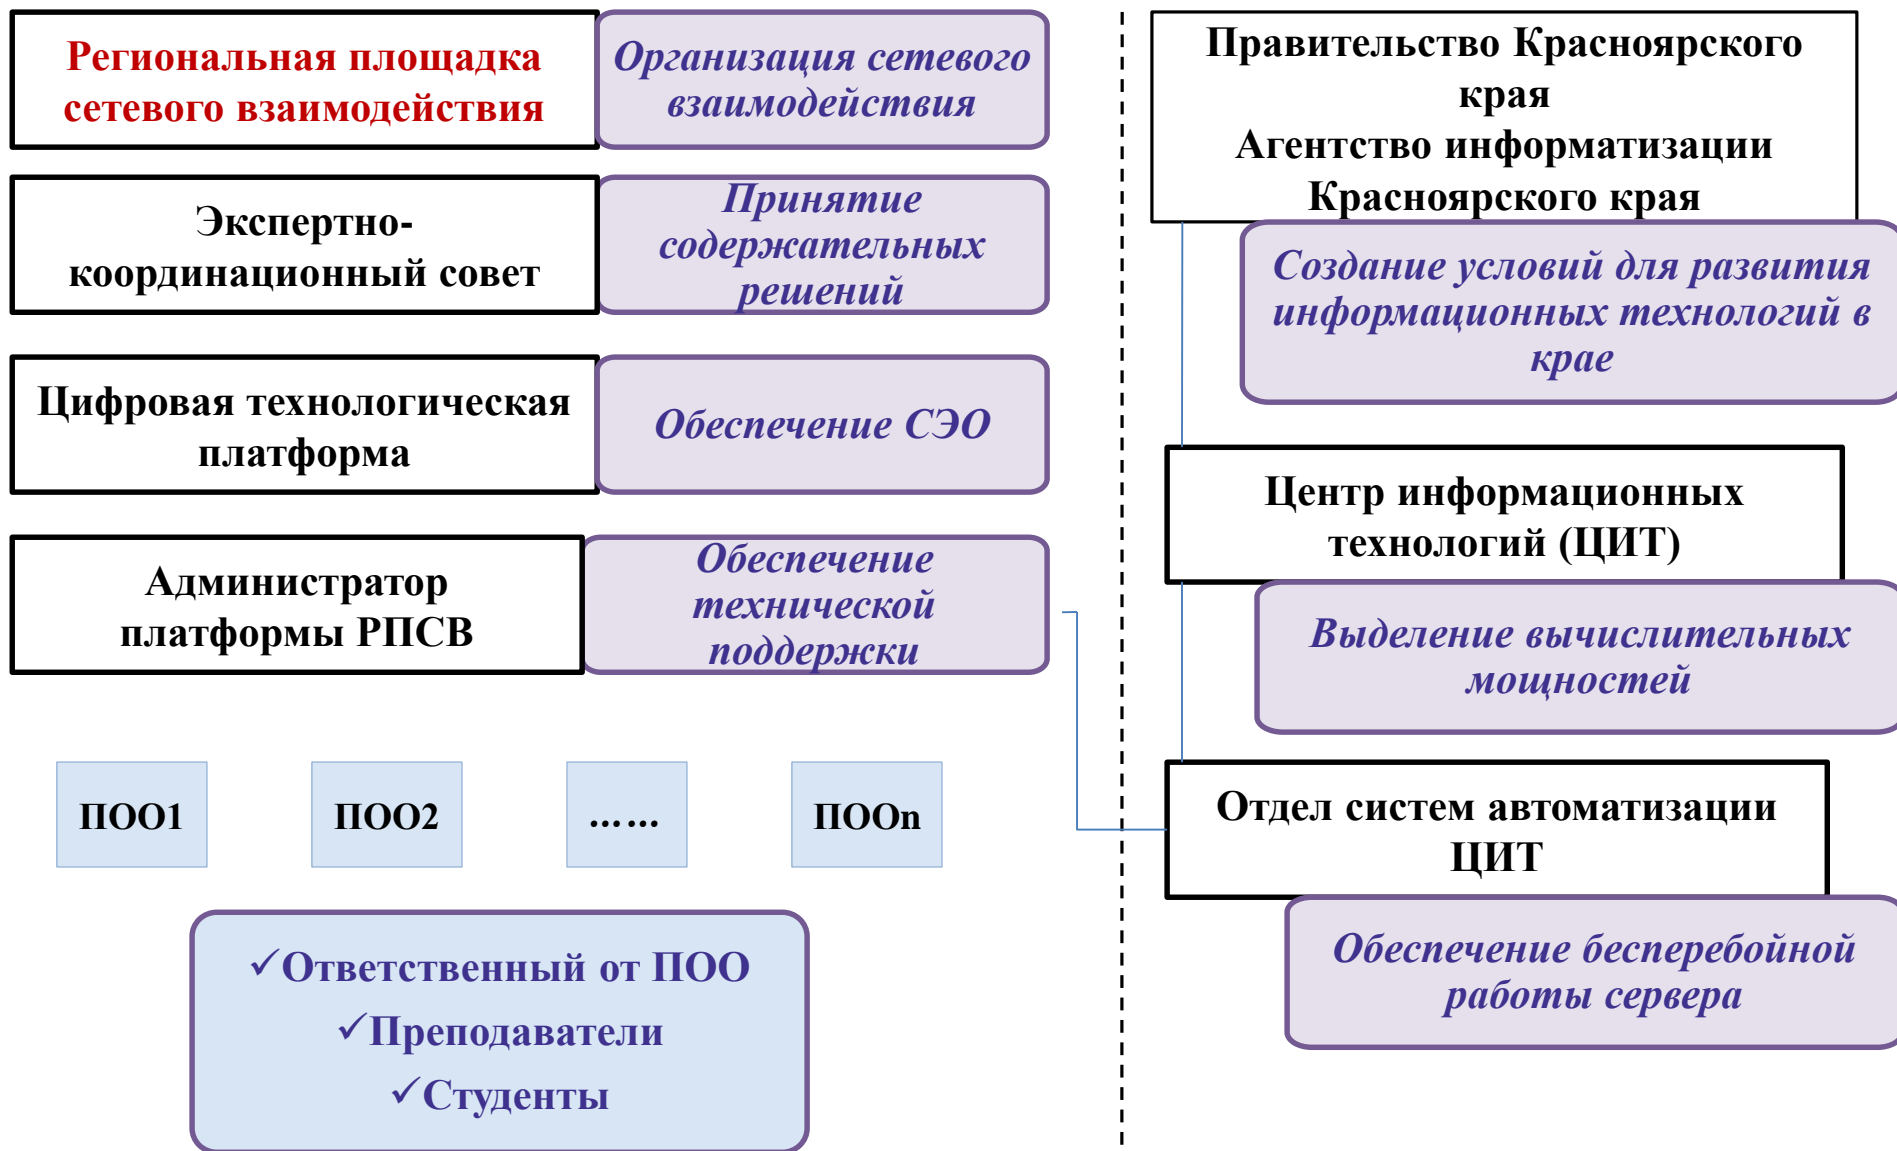 Региональная площадка
сетевого взаимодействия
Организация сетевого
взаимодействия
Экспертно-
координационный совет
Принятие
содержательных
решений
Цифровая технологическая
платформа
Обеспечение СЭО
Администратор
платформы РПСВ
Обеспечение
технической
поддержки
ПОО1
ПОО2
......
ПООn
✓Ответственный от ПОО
✓Преподаватели
✓Студенты
Правительство Красноярского
края
Агентство информатизации
Красноярского края
Создание условий для развития
информационных технологий в
крае
Центр информационных
технологий (ЦИТ)
Выделение вычислительных
мощностей
Отдел систем автоматизации
ЦИТ
Обеспечение бесперебойной
работы сервера